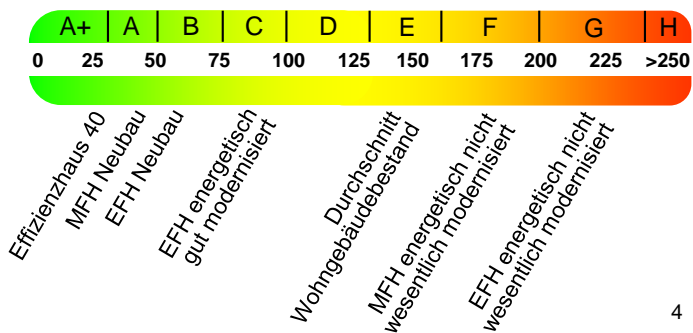 A+ A B C D E F G H
0 25 50 75 100 125 150 175 200 225 >250
Effizienzhaus 40
MFH Neubau
EFH Neubau
EFH energetisch
gut modernisiert
Durchschnitt
Wohngebäudebestand
MFH energetisch nicht
wesentlich modernisiert
EFH energetisch nicht
wesentlich modernisiert
4